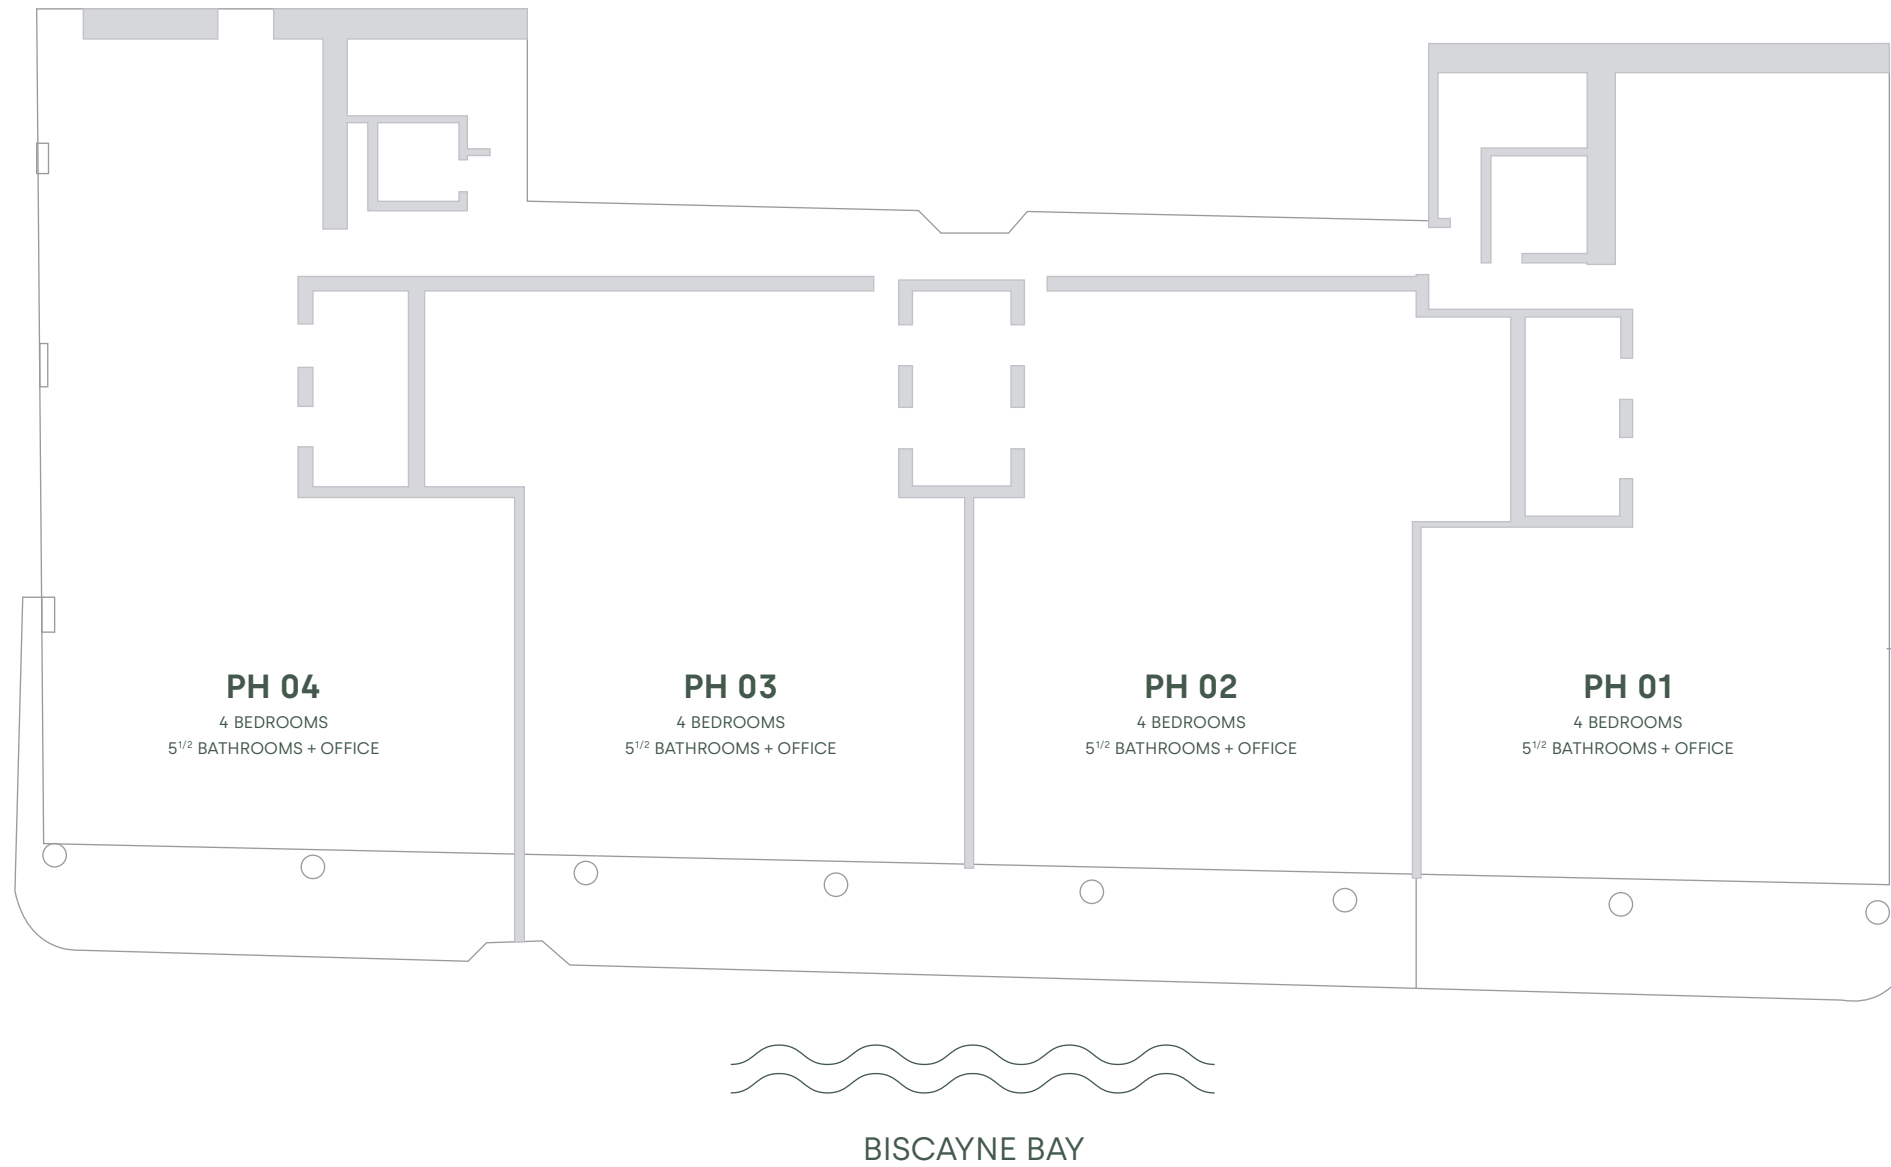 PH 04
4 BEDROOMS
5 1/2 BATHROOMS + OFFICE
PH 03
4 BEDROOMS
5 1/2 BATHROOMS + OFFICE
PH 02
4 BEDROOMS
5 1/2 BATHROOMS + OFFICE
PH 01
4 BEDROOMS
5 1/2 BATHROOMS + OFFICE
BISCAYNE BAY